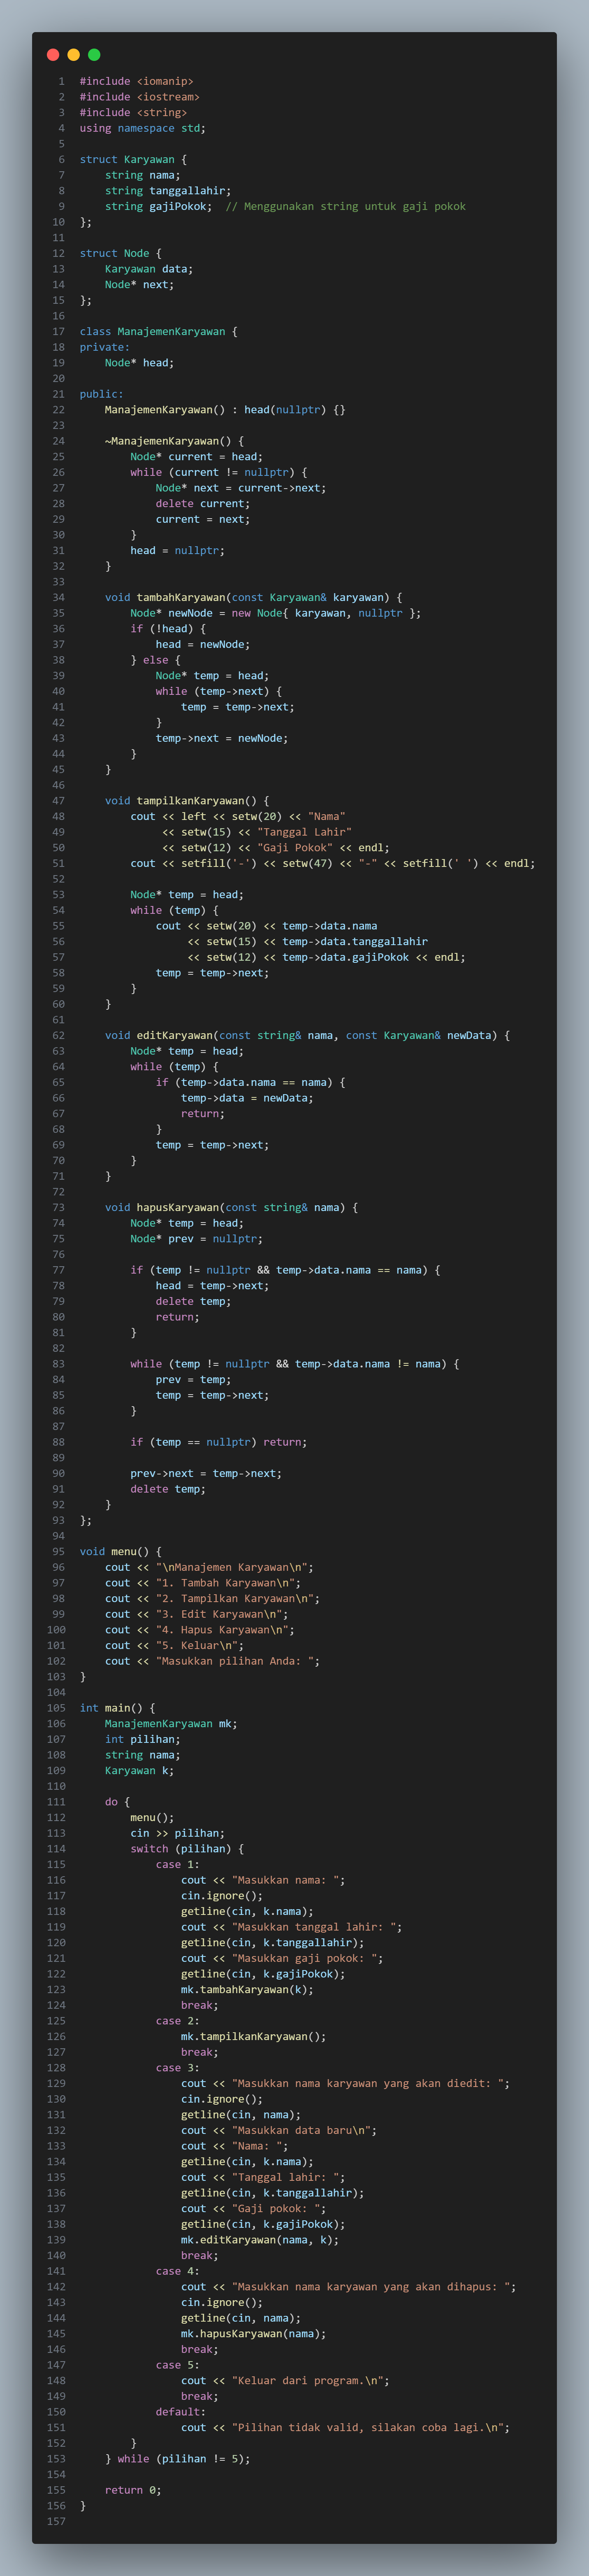 1 #include <iomanip>
2 #include <iostream>
3 #include <string>
4 using namespace std;
5
6 struct Karyawan {
7     string nama;
8     string tanggallahir;
9     string gajiPokok;  // Menggunakan string untuk gaji pokok
10 };
11
12 struct Node {
13     Karyawan data;
14     Node* next;
15 };
16
17 class ManajemenKaryawan {
18 private:
19     Node* head;
20
21 public:
22     ManajemenKaryawan() : head(nullptr) {}
23
24     ~ManajemenKaryawan() {
25         Node* current = head;
26         while (current != nullptr) {
27             Node* next = current->next;
28             delete current;
29             current = next;
30         }
31         head = nullptr;
32     }
33
34     void tambahKaryawan(const Karyawan& karyawan) {
35         Node* newNode = new Node{ karyawan, nullptr };
36         if (!head) {
37             head = newNode;
38         } else {
39             Node* temp = head;
40             while (temp->next) {
41                 temp = temp->next;
42             }
43             temp->next = newNode;
44         }
45     }
46
47     void tampilkanKaryawan() {
48         cout << left << setw(20) << "Nama"
49              << setw(15) << "Tanggal Lahir"
50              << setw(12) << "Gaji Pokok" << endl;
51         cout << setfill('-') << setw(47) << "-" << setfill(' ') << endl;
52
53         Node* temp = head;
54         while (temp) {
55             cout << setw(20) << temp->data.nama
56                  << setw(15) << temp->data.tanggallahir
57                  << setw(12) << temp->data.gajiPokok << endl;
58             temp = temp->next;
59         }
60     }
61
62     void editKaryawan(const string& nama, const Karyawan& newData) {
63         Node* temp = head;
64         while (temp) {
65             if (temp->data.nama == nama) {
66                 temp->data = newData;
67                 return;
68             }
69             temp = temp->next;
70         }
71     }
72
73     void hapusKaryawan(const string& nama) {
74         Node* temp = head;
75         Node* prev = nullptr;
76
77         if (temp != nullptr && temp->data.nama == nama) {
78             head = temp->next;
79             delete temp;
80             return;
81         }
82
83         while (temp != nullptr && temp->data.nama != nama) {
84             prev = temp;
85             temp = temp->next;
86         }
87
88         if (temp == nullptr) return;
89
90         prev->next = temp->next;
91         delete temp;
92     }
93 };
94
95 void menu() {
96     cout << "\nManajemen Karyawan\n";
97     cout << "1. Tambah Karyawan\n";
98     cout << "2. Tampilkan Karyawan\n";
99     cout << "3. Edit Karyawan\n";
100     cout << "4. Hapus Karyawan\n";
101     cout << "5. Keluar\n";
102     cout << "Masukkan pilihan Anda: ";
103 }
104
105 int main() {
106     ManajemenKaryawan mk;
107     int pilihan;
108     string nama;
109     Karyawan k;
110
111     do {
112         menu();
113         cin >> pilihan;
114         switch (pilihan) {
115             case 1:
116                 cout << "Masukkan nama: ";
117                 cin.ignore();
118                 getline(cin, k.nama);
119                 cout << "Masukkan tanggal lahir: ";
120                 getline(cin, k.tanggallahir);
121                 cout << "Masukkan gaji pokok: ";
122                 getline(cin, k.gajiPokok);
123                 mk.tambahKaryawan(k);
124                 break;
125             case 2:
126                 mk.tampilkanKaryawan();
127                 break;
128             case 3:
129                 cout << "Masukkan nama karyawan yang akan diedit: ";
130                 cin.ignore();
131                 getline(cin, nama);
132                 cout << "Masukkan data baru\n";
133                 cout << "Nama: ";
134                 getline(cin, k.nama);
135                 cout << "Tanggal lahir: ";
136                 getline(cin, k.tanggallahir);
137                 cout << "Gaji pokok: ";
138                 getline(cin, k.gajiPokok);
139                 mk.editKaryawan(nama, k);
140                 break;
141             case 4:
142                 cout << "Masukkan nama karyawan yang akan dihapus: ";
143                 cin.ignore();
144                 getline(cin, nama);
145                 mk.hapusKaryawan(nama);
146                 break;
147             case 5:
148                 cout << "Keluar dari program.\n";
149                 break;
150             default:
151                 cout << "Pilihan tidak valid, silakan coba lagi.\n";
152         }
153     } while (pilihan != 5);
154
155     return 0;
156 }
157